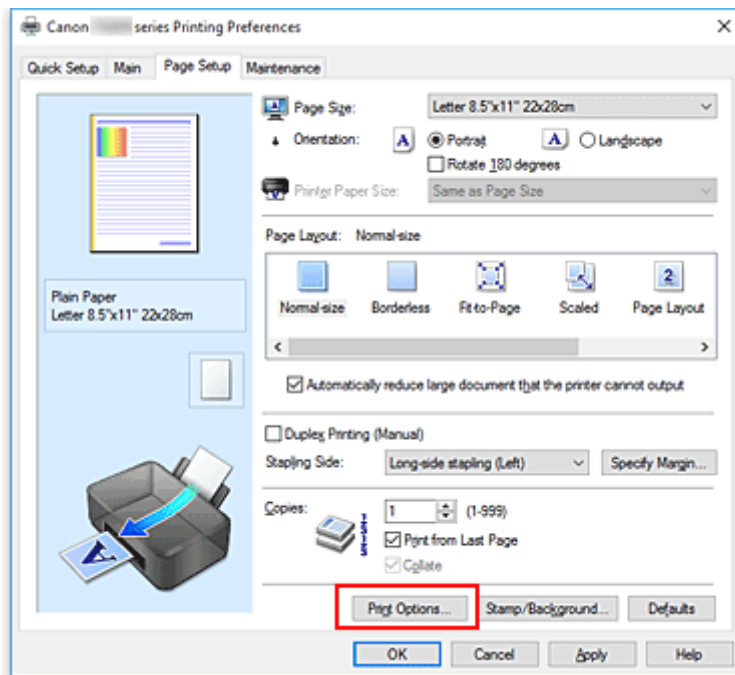 Canon series Printing Preferences
Quick Setup Main Page Setup Maintenance
Page Size: Letter 8.5"x11" 22x28cm
Orientation: A Portrait A Landscape
Rotate 180 degrees
Printer Paper Size: Same as Page Size
Page Layout: Normal-size
2
Normal-size Borderless Fit-to-Page Scaled Page Layout
Plain Paper
Letter 8.5"x11" 22x28cm
Automatically reduce large document that the printer cannot output
Duplex Printing (Manual)
Stapling Side: Long-side stapling (Left) Specify Margin...
Copies: 1 (1-999)
Print from Last Page
Collate
A
Print Options... Stamp/Background... Defaults
OK Cancel Apply Help